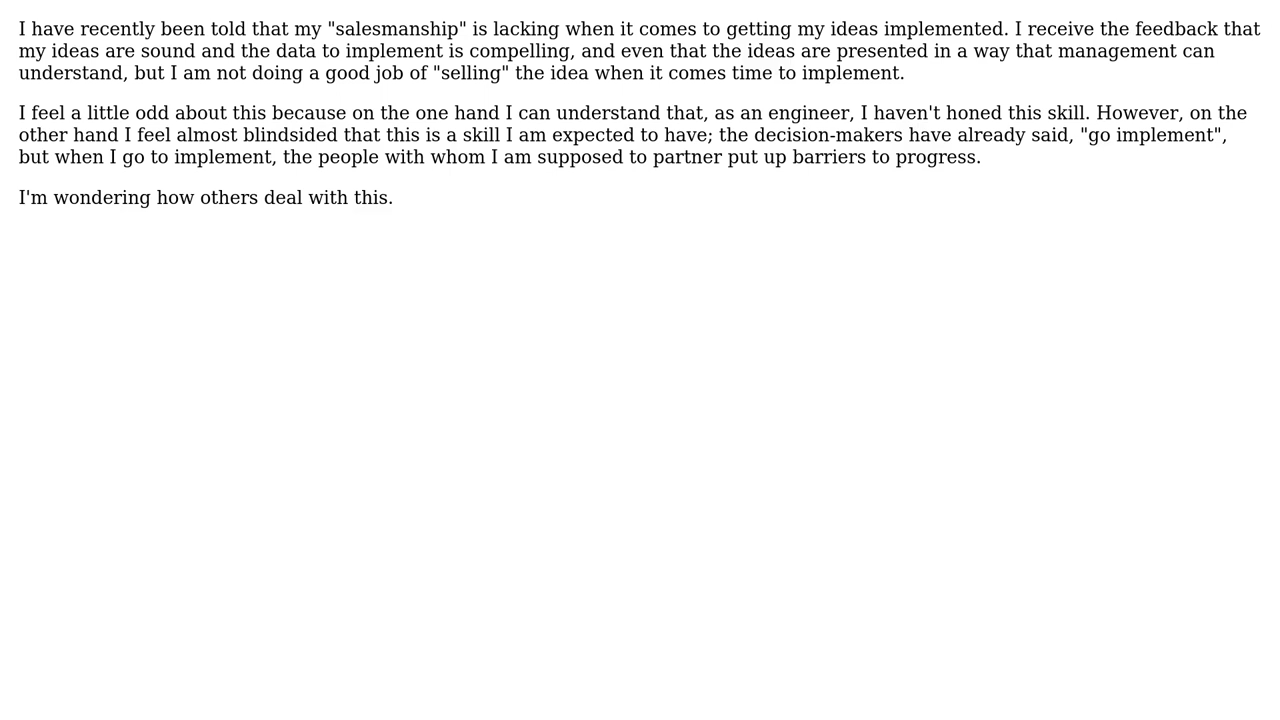 I have recently been told that my "salesmanship" is lacking when it comes to getting my ideas implemented. I receive the feedback that
my ideas are sound and the data to implement is compelling, and even that the ideas are presented in a way that management can
understand, but I am not doing a good job of "selling" the idea when it comes time to implement.
I feel a little odd about this because on the one hand I can understand that, as an engineer, I haven't honed this skill. However, on the
other hand I feel almost blindsided that this is a skill I am expected to have; the decision-makers have already said, "go implement",
but when I go to implement, the people with whom I am supposed to partner put up barriers to progress.
I'm wondering how others deal with this.